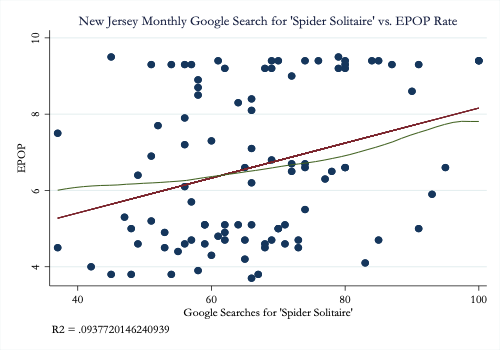 New Jersey Monthly Google Search for 'Spider Solitaire' vs. EPOP Rate
10
8
6
4
EPOP
40
60
80
100
Google Searches for 'Spider Solitaire'
R2 = .0937720146240939